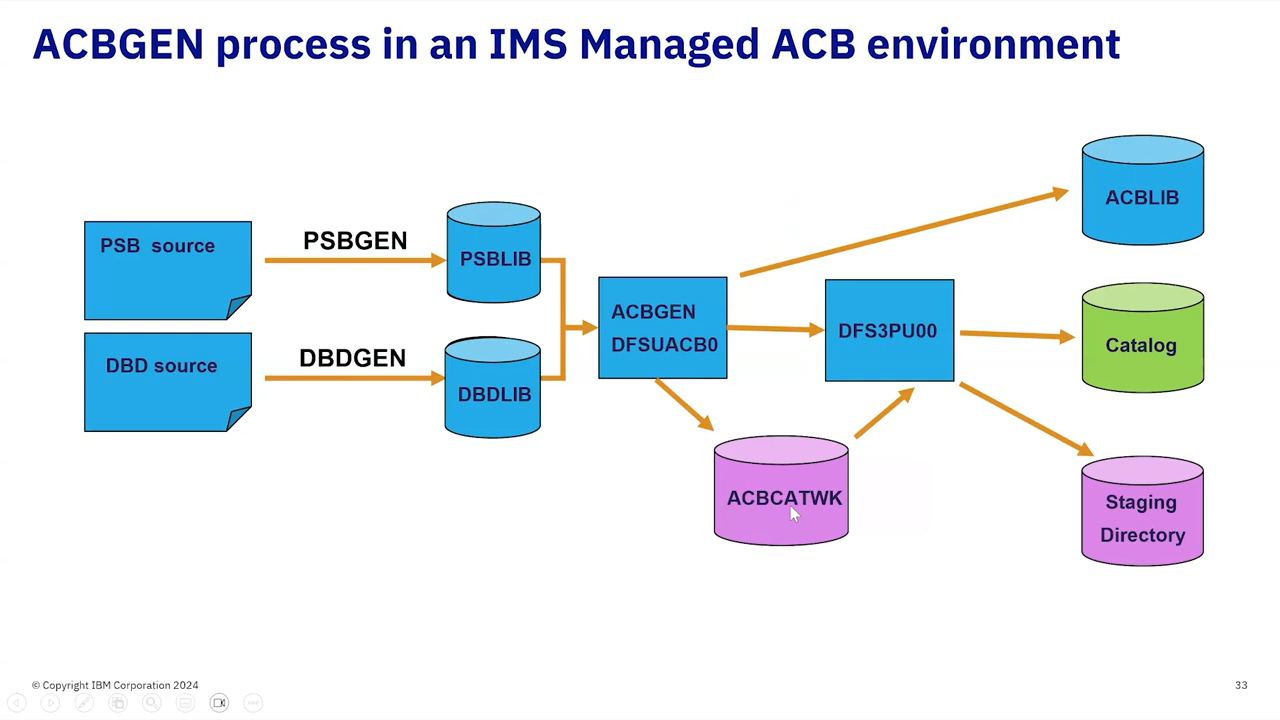 ACBGEN process in an IMS Managed ACB environment
PSB source
PSBGEN
PSBLIB
DBD source
DBDGEN
DBDLIB
ACBGEN
DFSUACB0
DFS3PU00
ACBCATWK
ACBLIB
Catalog
Staging
Directory
© Copyright IBM Corporation 2024
33